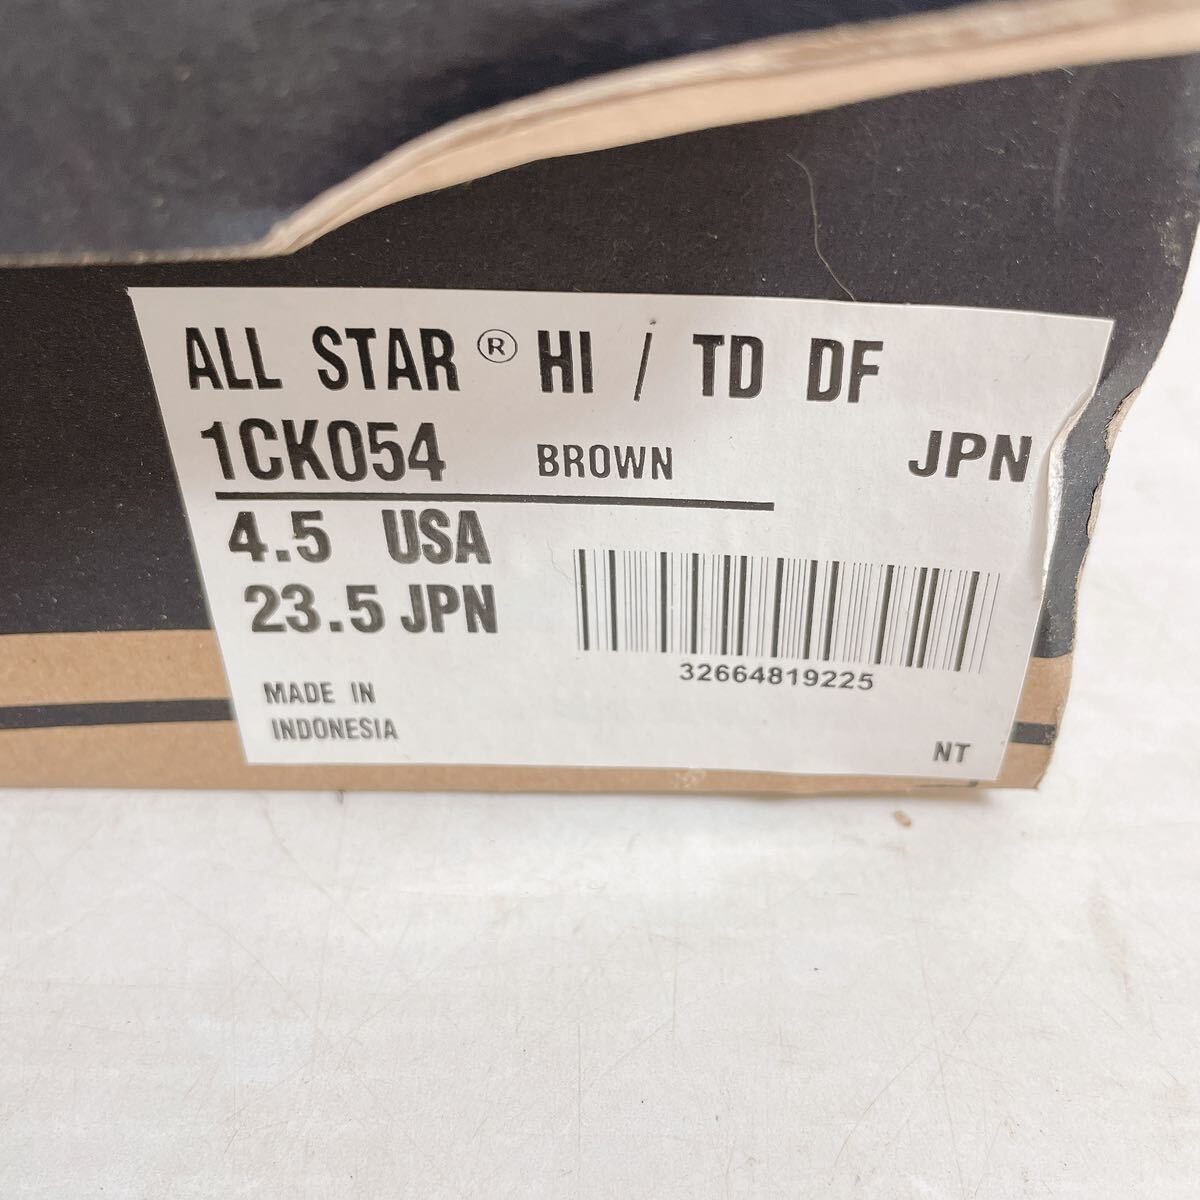 ALL STAR ® HI / TD DF
1CK054 BROWN JPN
4.5 USA
23.5 JPN
32664819225
MADE IN
INDONESIA
NT